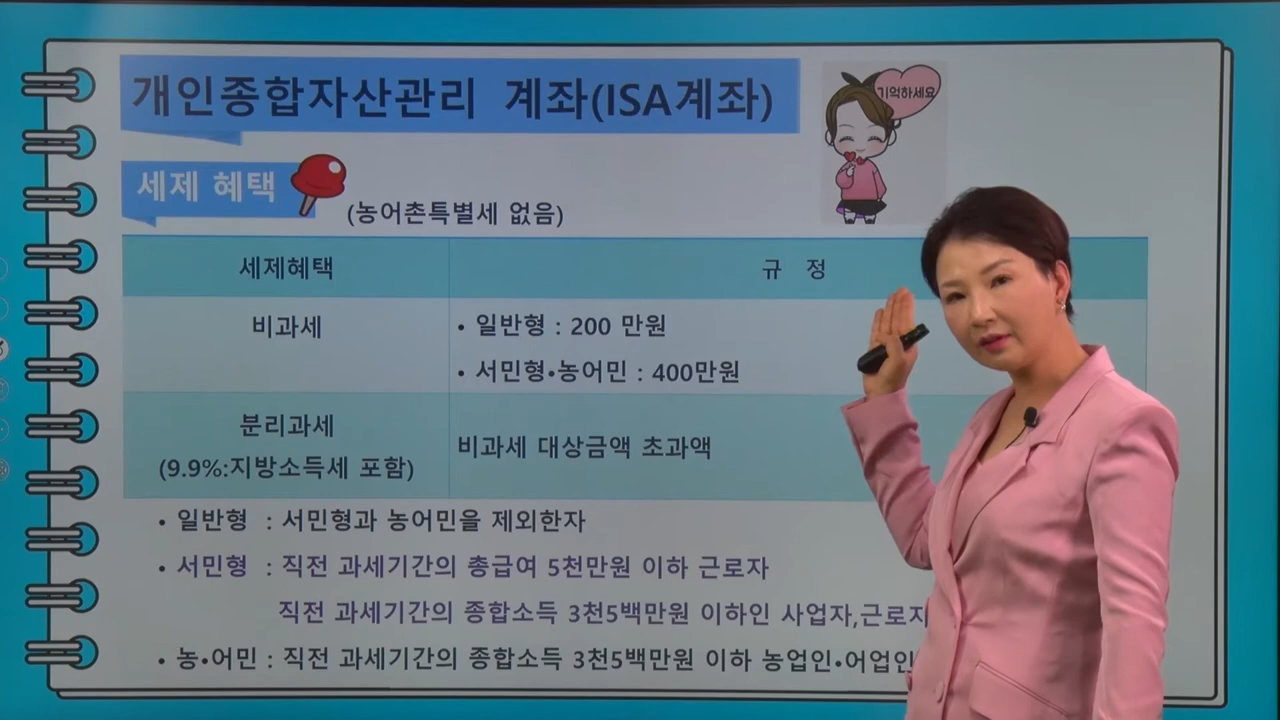 개인종합자산관리 계좌(ISA계좌)
기억하세요
세제 혜택
(농어촌특별세 없음)
세제혜택 규 정
비과세
• 일반형 : 200 만원
• 서민형•농어민 : 400만원
분리과세
(9.9%:지방소득세 포함)
비과세 대상금액 초과액
• 일반형 : 서민형과 농어민을 제외한자
• 서민형 : 직전 과세기간의 총급여 5천만원 이하 근로자
직전 과세기간의 종합소득 3천5백만원 이하인 사업자,근로자
• 농•어민 : 직전 과세기간의 종합소득 3천5백만원 이하 농업인•어업인